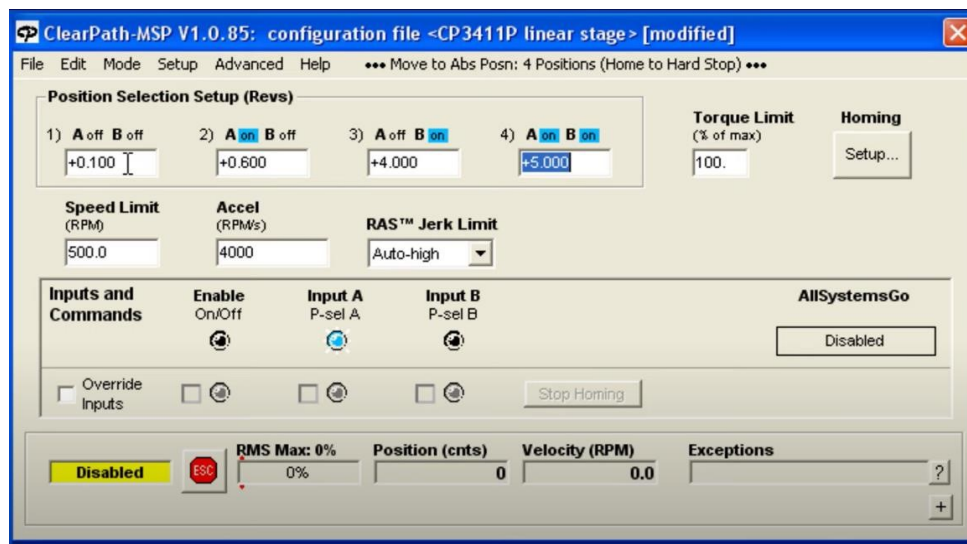 ClearPath-MSP V1.0.85: configuration file <CP3411P linear stage> [modified]
File Edit Mode Setup Advanced Help ••• Move to Abs Posn: 4 Positions (Home to Hard Stop) •••
Position Selection Setup (Revs)
1) A off B off 2) A on B off 3) A off B on 4) A on B on
+0.100 +0.600 +4.000 +5.000
Torque Limit
(% of max)
100.
Homing
Setup...
Speed Limit
(RPM)
500.0
Accel
(RPM/s)
4000
RAS™ Jerk Limit
Auto-high
Inputs and
Commands
Enable
On/Off
Input A
P-sel A
Input B
P-sel B
AllSystemsGo
Disabled
Override
Inputs
Stop Homing
Disabled
ESC
RMS Max: 0%
0%
Position (cnts)
0
Velocity (RPM)
0.0
Exceptions
?
+